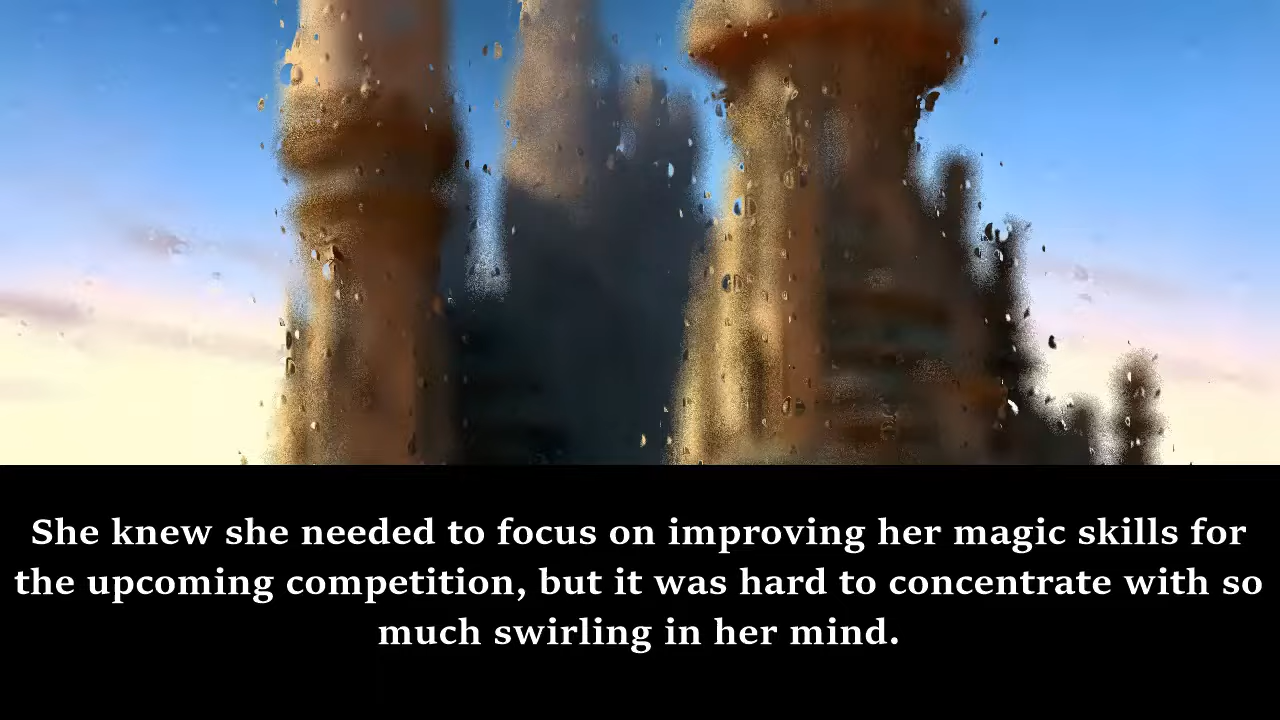 She knew she needed to focus on improving her magic skills for
the upcoming competition, but it was hard to concentrate with so
much swirling in her mind.